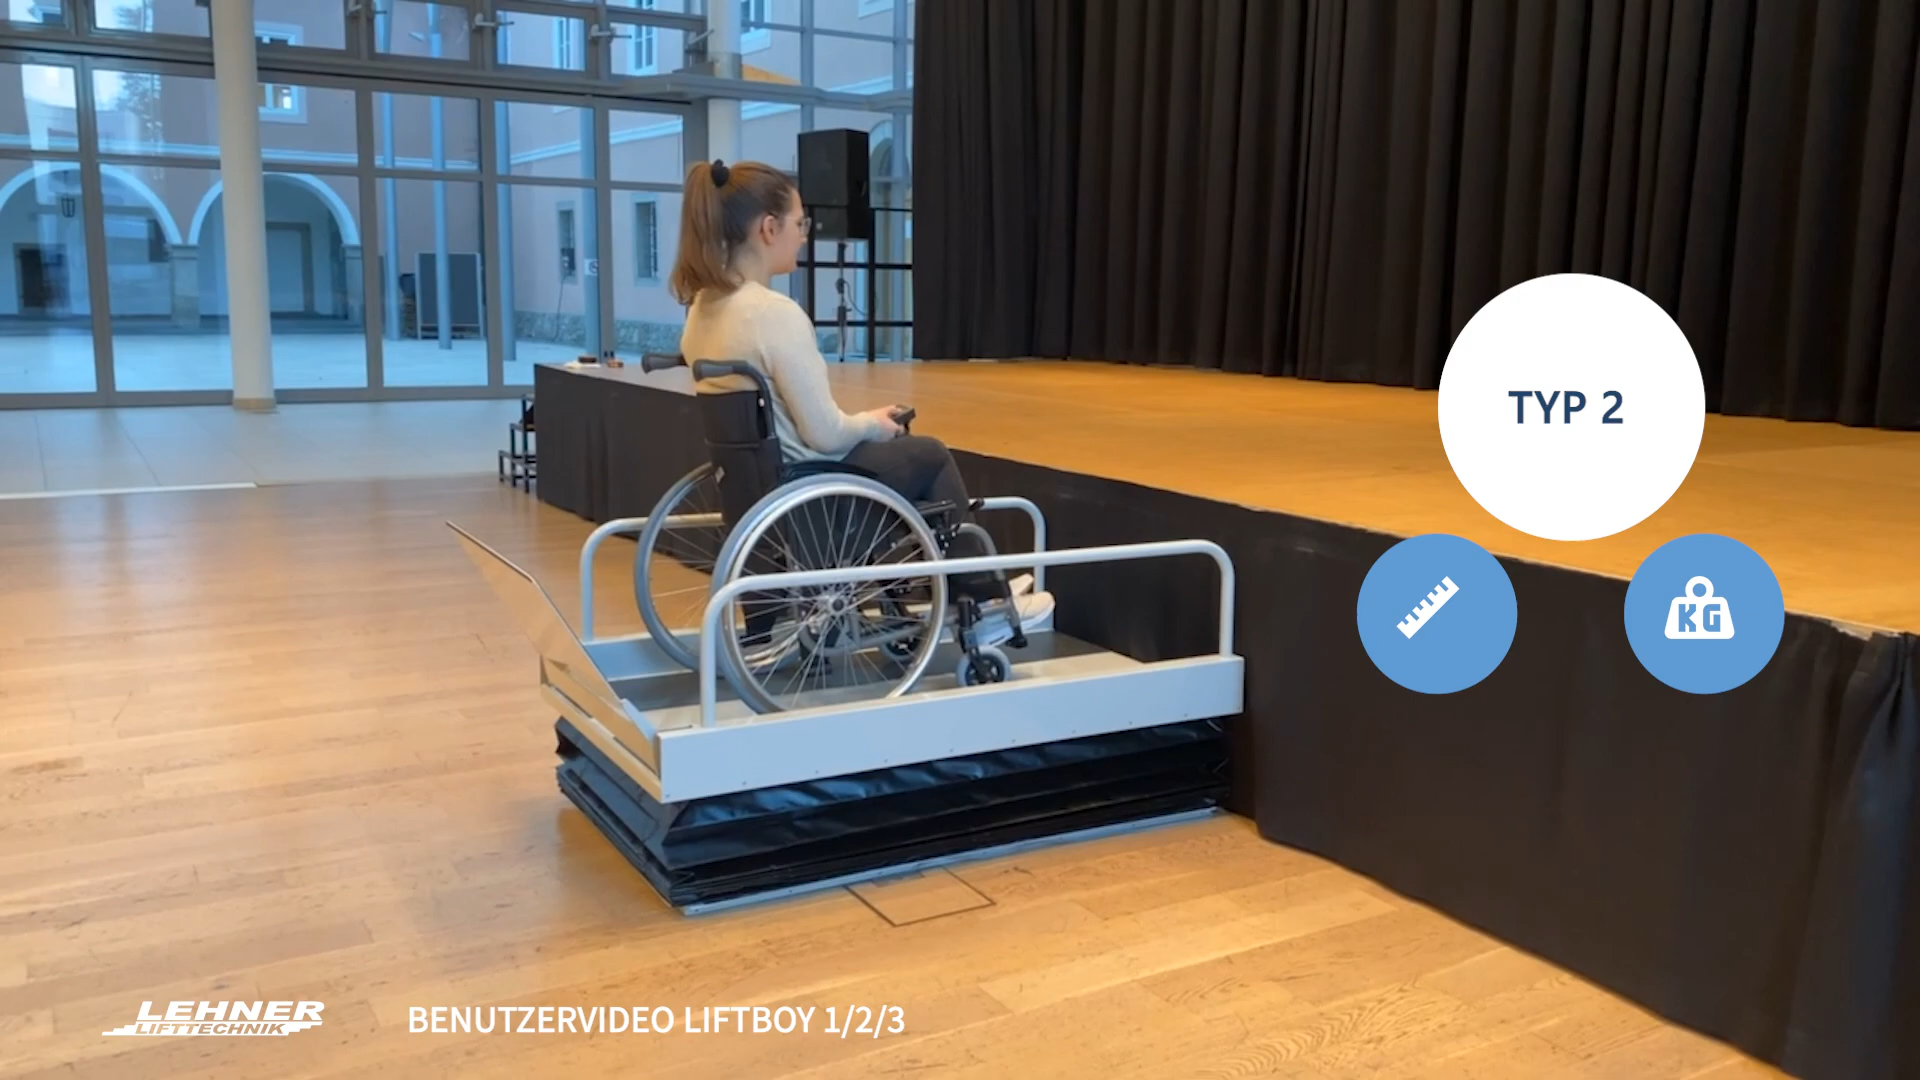 TYP 2
KG
LEHNER
LIFTTECHNIK
BENUTZERVIDEO LIFTBOY 1/2/3